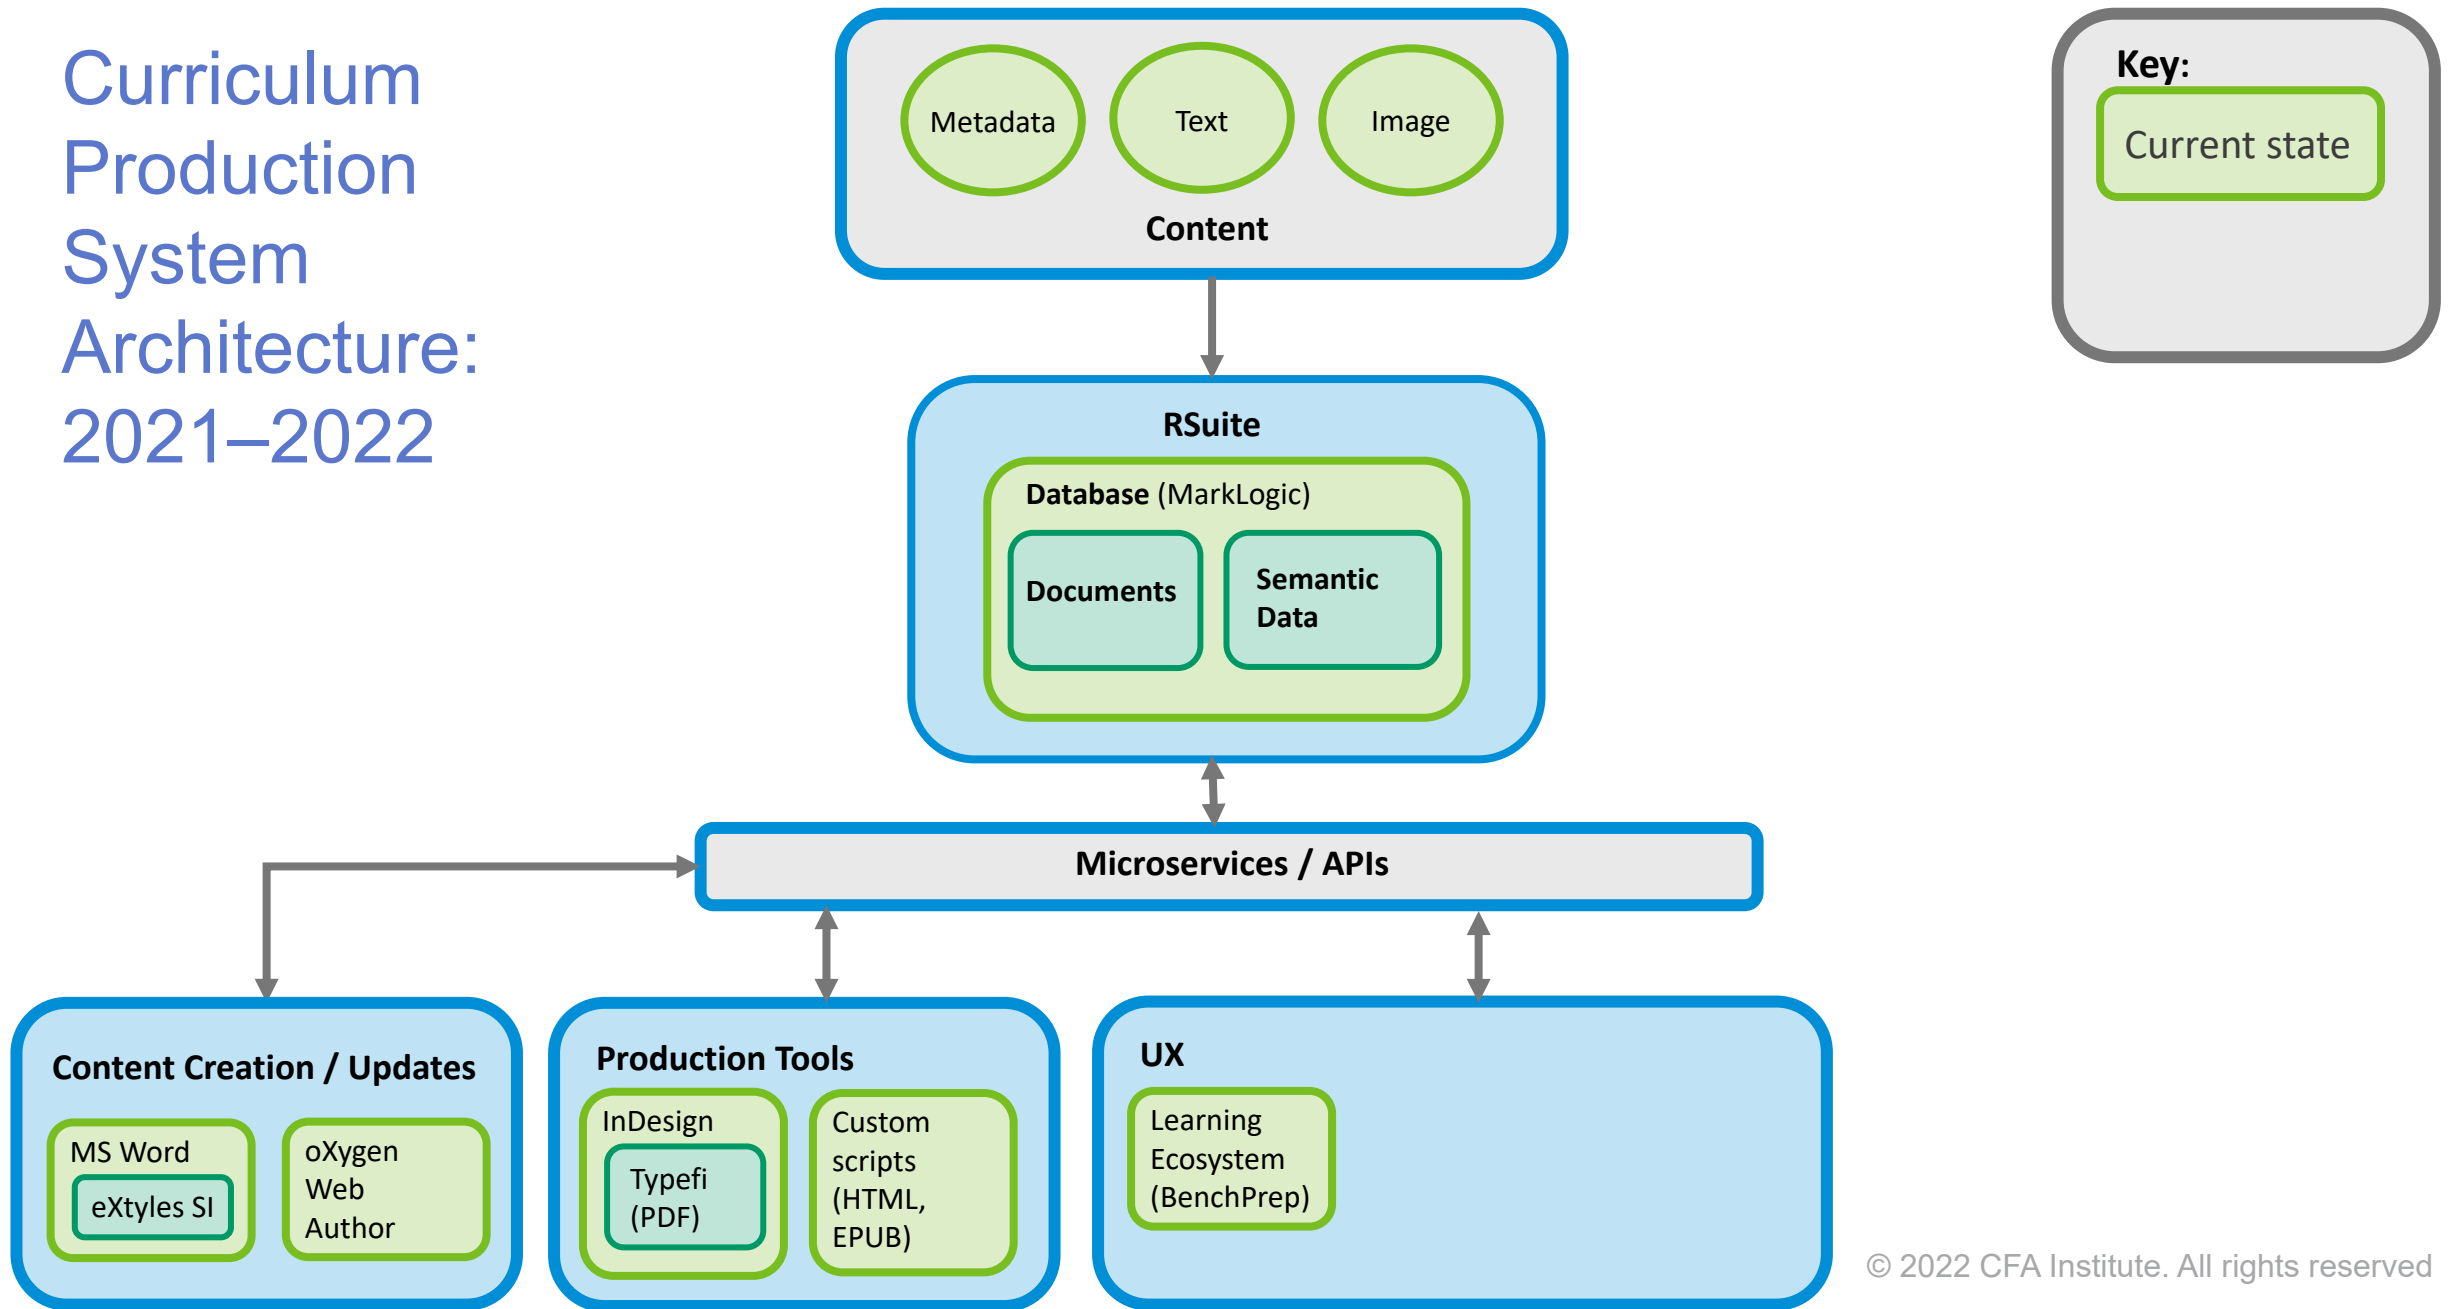 Curriculum
Production
System
Architecture:
2021–2022
Metadata
Text
Image
Content
Key:
Current state
RSuite
Database (MarkLogic)
Documents
Semantic
Data
Microservices / APIs
Content Creation / Updates
MS Word
eXtyles SI
oXygen
Web
Author
Production Tools
InDesign
Typefi
(PDF)
Custom
scripts
(HTML,
EPUB)
UX
Learning
Ecosystem
(BenchPrep)
© 2022 CFA Institute. All rights reserved